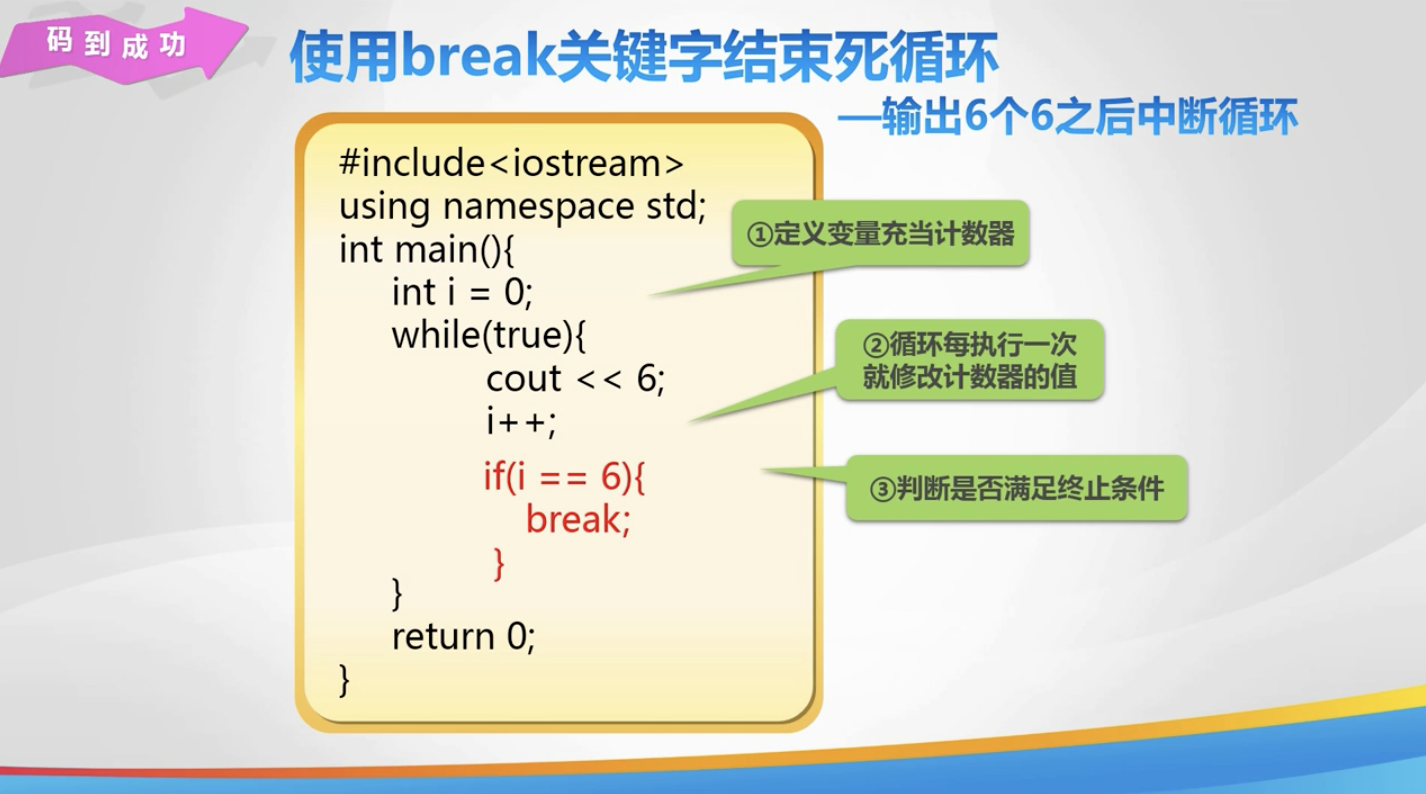 码到成功
使用break关键字结束死循环
—输出6个6之后中断循环
#include<iostream>
using namespace std;
int main(){
int i = 0;
while(true){
cout << 6;
i++;
if(i == 6){
break;
}
}
return 0;
}
①定义变量充当计数器
②循环每执行一次
就修改计数器的值
③判断是否满足终止条件